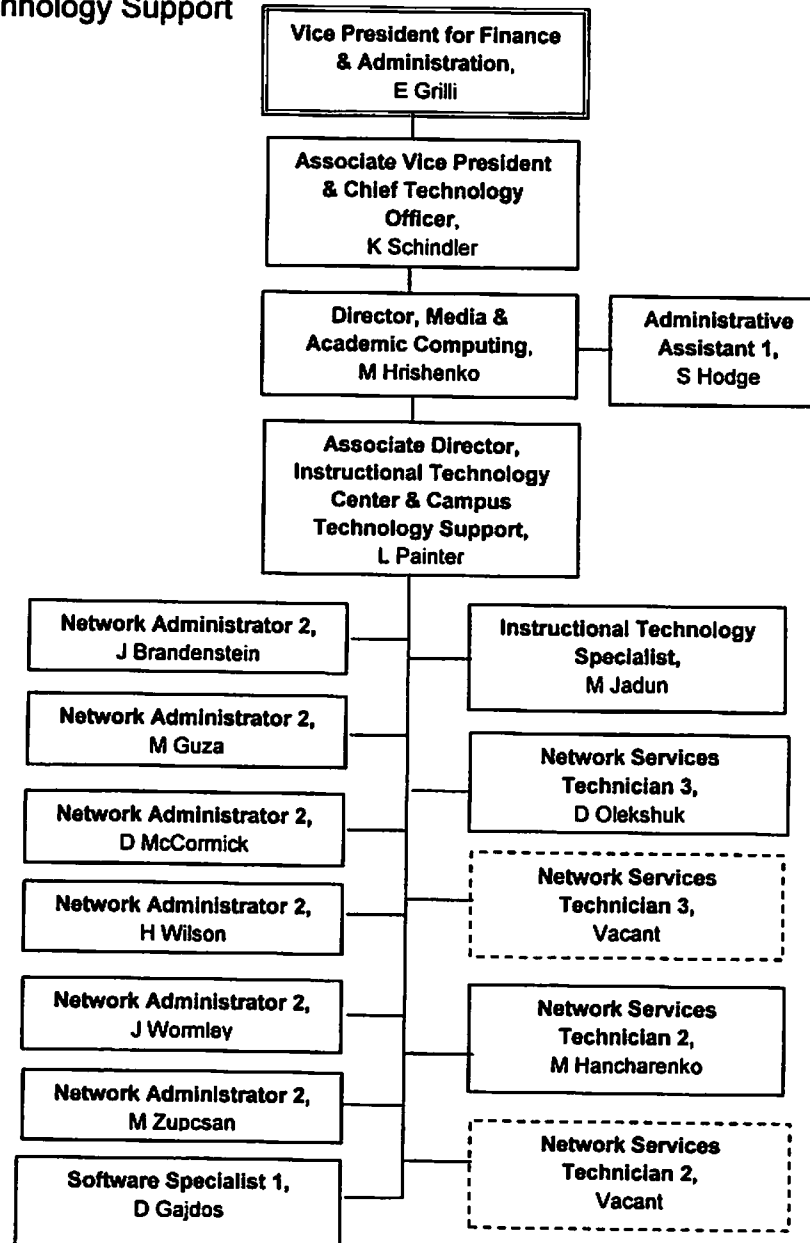 Technology Support
Vice President for Finance
& Administration,
E Grilli
Associate Vice President
& Chief Technology
Officer,
K Schindler
Director, Media &
Academic Computing,
M Hrishenko
Administrative
Assistant 1,
S Hodge
Associate Director,
Instructional Technology
Center & Campus
Technology Support,
L Painter
Network Administrator 2,
J Brandenstein
Network Administrator 2,
M Guza
Network Administrator 2,
D McCormick
Network Administrator 2,
H Wilson
Network Administrator 2,
J Wormley
Network Administrator 2,
M Zupcsan
Software Specialist 1,
D Gajdos
Instructional Technology
Specialist,
M Jadun
Network Services
Technician 3,
D Olekshuk
Network Services
Technician 3,
Vacant
Network Services
Technician 2,
M Hancharenko
Network Services
Technician 2,
Vacant